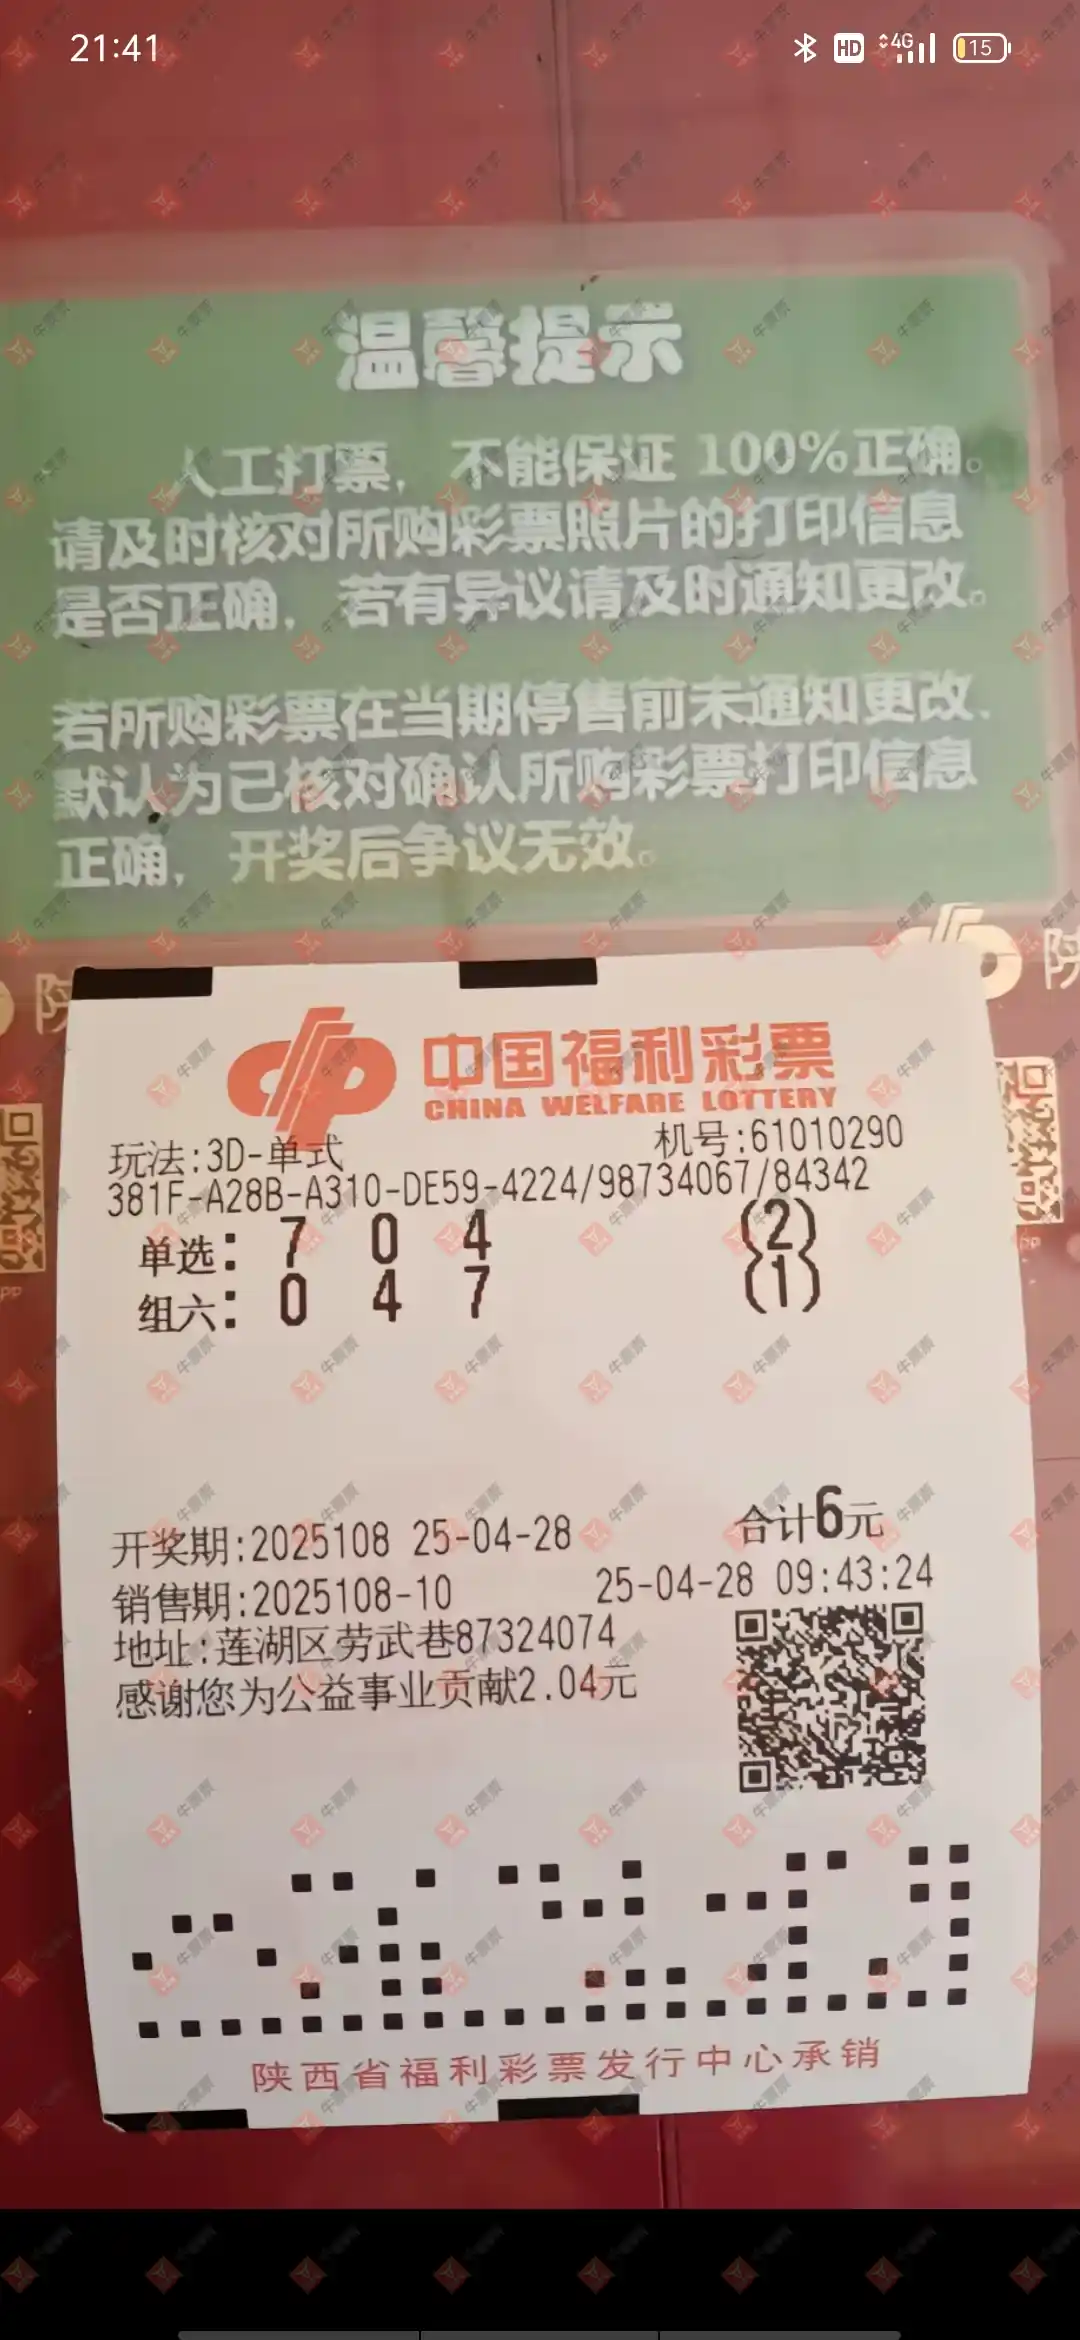 21:41
HD 4G 15
温馨提示
人工打票，不能保证 100%正确。
请及时核对所购彩票照片的打印信息
是否正确，若有异议请及时通知更改。
若所购彩票在当期停售前未通知更改、
默认为已核对确认所购彩票打印信息
正确，开奖后争议无效。
陕
陕
中国福利彩票
CHINA WELFARE LOTTERY
玩法:3D-单式 机号:61010290
381F-A28B-A310-DE59-4224/98734067/84342
单选: 7 0 4 (2)
组六: 0 4 7 (1)
合计6元
开奖期:2025108 25-04-28
销售期:2025108-10 25-04-28 09:43:24
地址:莲湖区劳武巷87324074
感谢您为公益事业贡献2.04元
陕西省福利彩票发行中心承销
牛票票